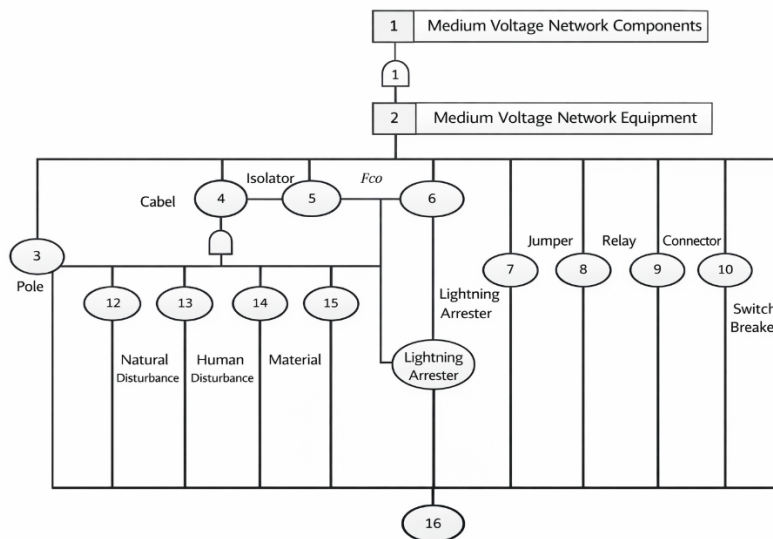 1 Medium Voltage Network Components
1
2 Medium Voltage Network Equipment
Isolator
Fco
Cabel
4
5
6
3
Pole
Jumper
Relay
Connector
7
8
9
10
Lightning
Arrester
Switch
Breake
12
13
14
15
Natural
Disturbance
Human
Disturbance
Material
Lightning
Arrester
16